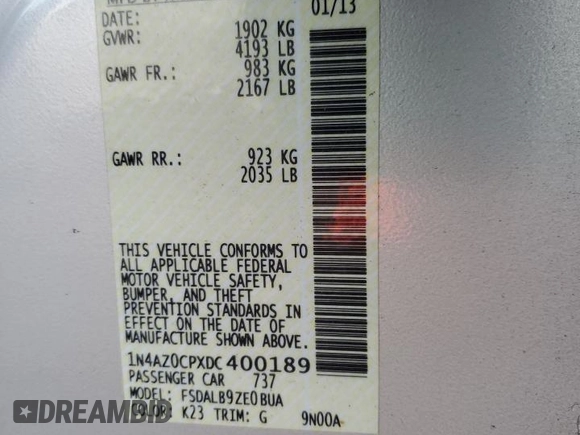 DATE: 01/13
GVWR: 1902 KG
4193 LB
GAWR FR.: 983 KG
2167 LB
GAWR RR.: 923 KG
2035 LB
THIS VEHICLE CONFORMS TO
ALL APPLICABLE FEDERAL
MOTOR VEHICLE SAFETY,
BUMPER, AND THEFT
PREVENTION STANDARDS IN
EFFECT ON THE DATE OF
MANUFACTURE SHOWN ABOVE.
1N4AZ0CPXDC400189
PASSENGER CAR 737
MODEL: FSDALB9ZE0BUA
COLOR: K23 TRIM: G 9N00A
DREAMBID.COM